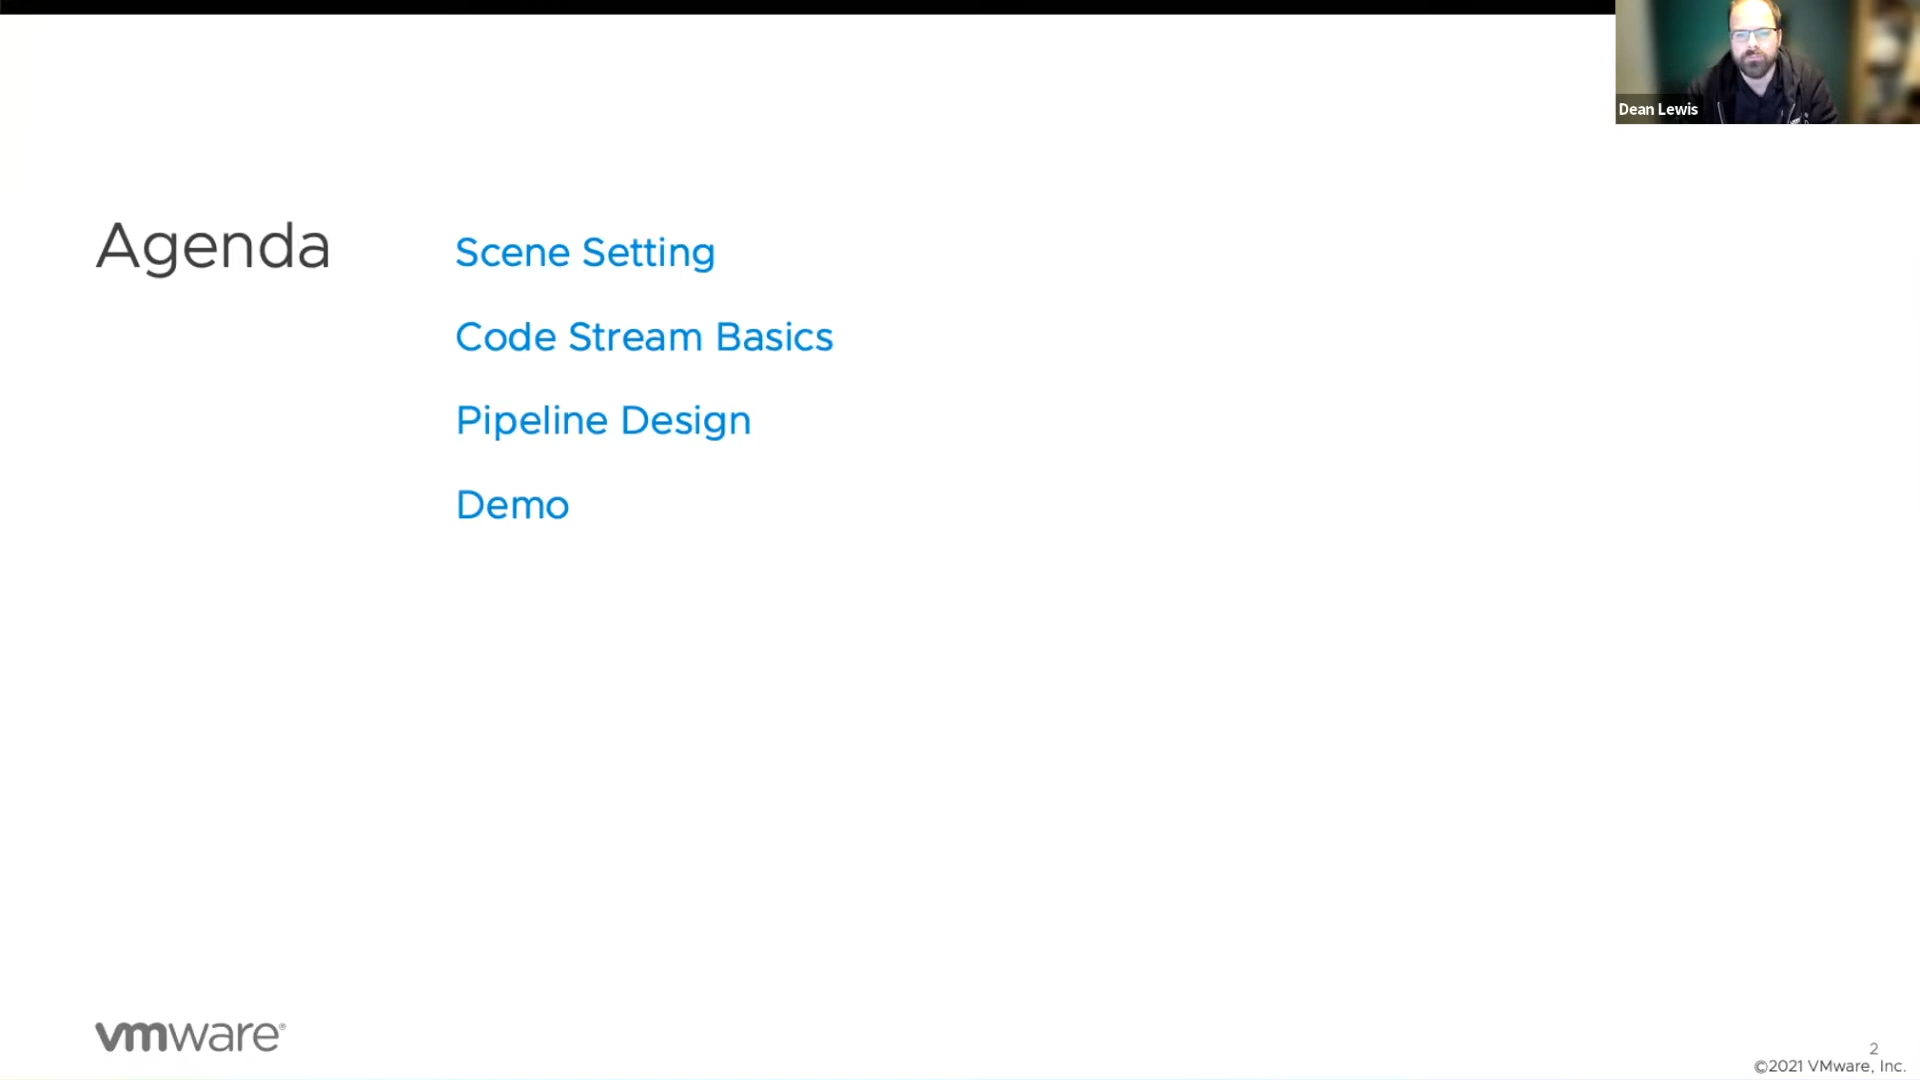 Dean Lewis
Agenda
Scene Setting
Code Stream Basics
Pipeline Design
Demo
vmware®
2
©2021 VMware, Inc.